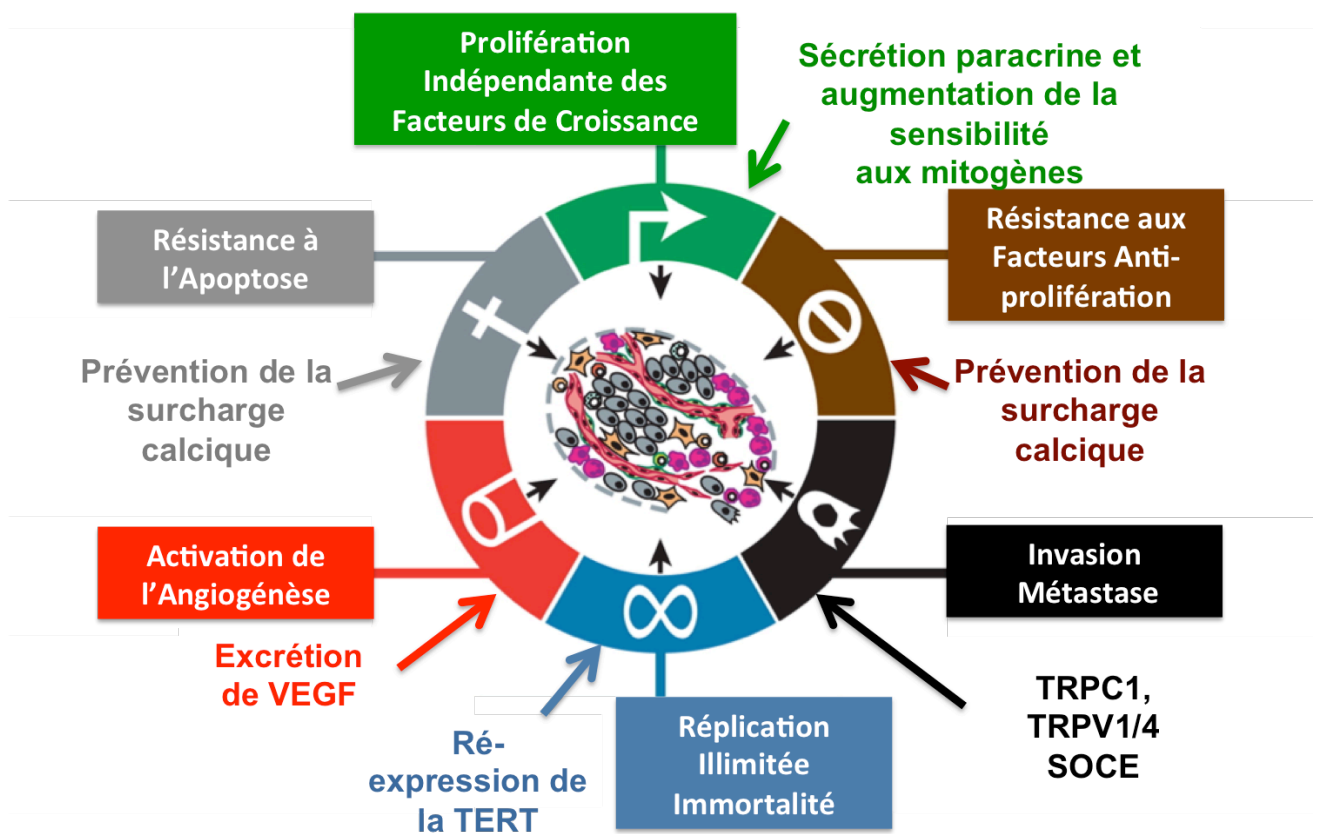 Prolifération
Indépendante des
Facteurs de Croissance
Sécrétion paracrine et
augmentation de la
sensibilité
aux mitogènes
Résistance à
l'Apoptose
Résistance aux
Facteurs Anti-
prolifération
Prévention de la
surcharge
calcique
Prévention de la
surcharge
calcique
Activation de
l'Angiogénèse
Invasion
Métastase
Excrétion
de VEGF
Ré-
expression de
la TERT
Réplication
Illimitée
Immortalité
TRPC1,
TRPV1/4
SOCE